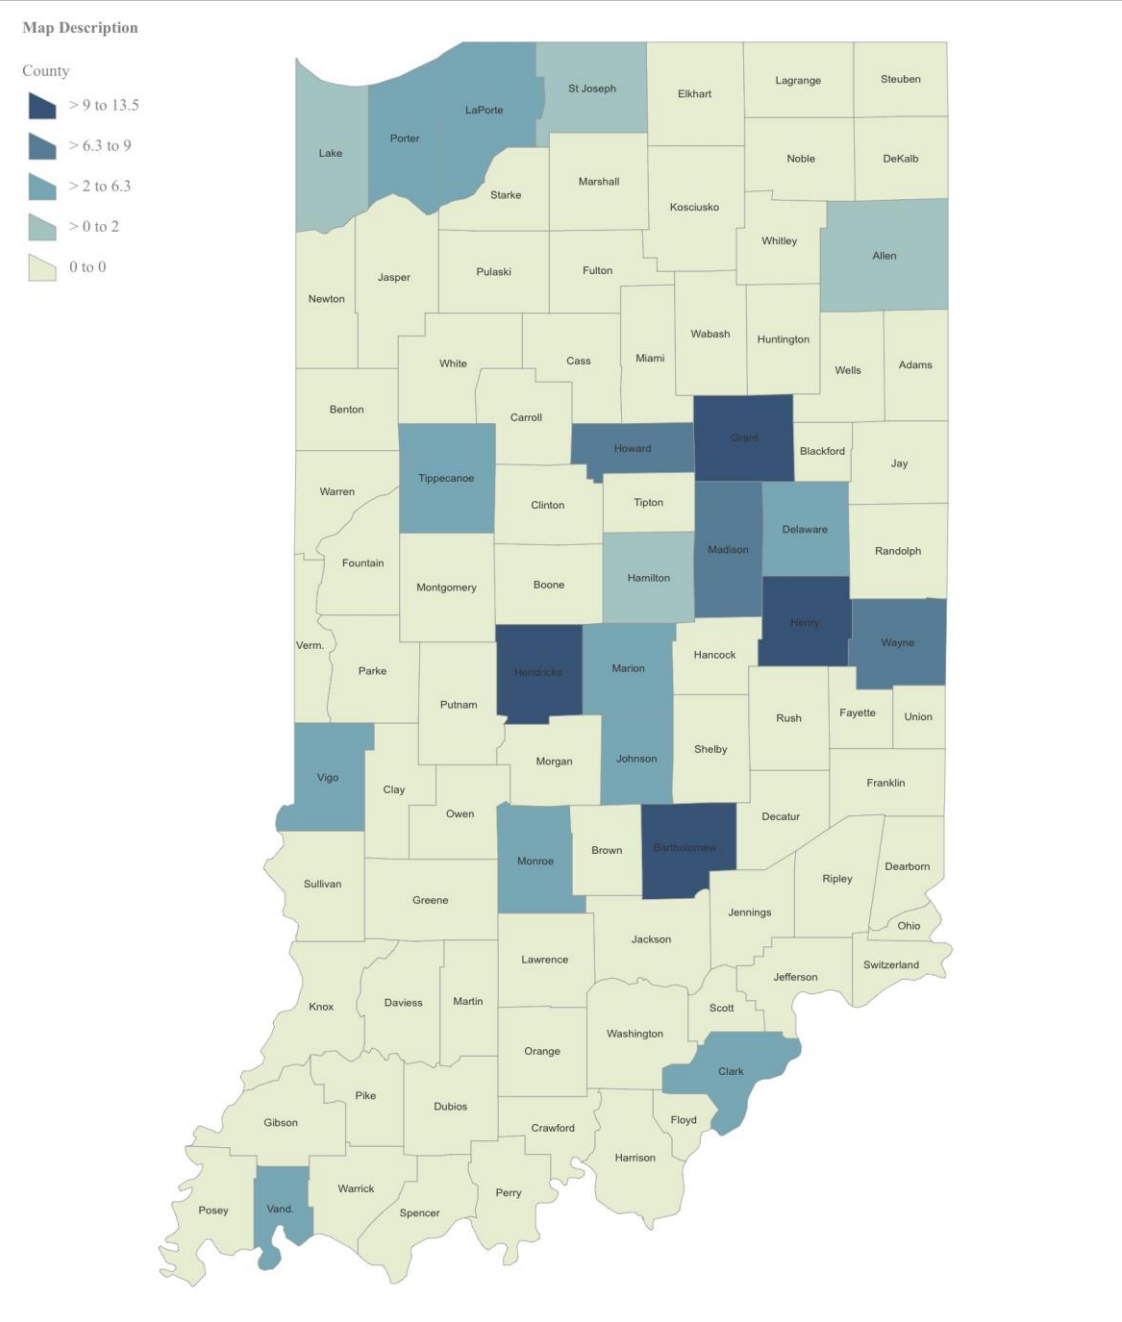 Map Description
County
> 9 to 13.5
> 6.3 to 9
> 2 to 6.3
> 0 to 2
0 to 0
St Joseph
Elkhart
Lagrange
Steuben
LaPorte
Porter
Lake
Noble
DeKalb
Starke
Marshall
Kosciusko
Whitley
Allen
Newton
Jasper
Pulaski
Fulton
White
Cass
Miami
Wabash
Huntington
Wells
Adams
Benton
Carroll
Howard
Grant
Blackford
Jay
Warren
Tippecanoe
Clinton
Tipton
Madison
Delaware
Randolph
Fountain
Montgomery
Boone
Hamilton
Henry
Wayne
Verm.
Parke
Putnam
Hendricks
Marion
Hancock
Rush
Fayette
Union
Vigo
Clay
Morgan
Johnson
Shelby
Franklin
Owen
Decatur
Sullivan
Greene
Monroe
Brown
Bartholomew
Ripley
Dearborn
Jennings
Ohio
Lawrence
Jackson
Jefferson
Switzerland
Knox
Daviess
Martin
Scott
Washington
Orange
Clark
Gibson
Pike
Dubios
Crawford
Floyd
Harrison
Posey
Vand.
Warrick
Spencer
Perry